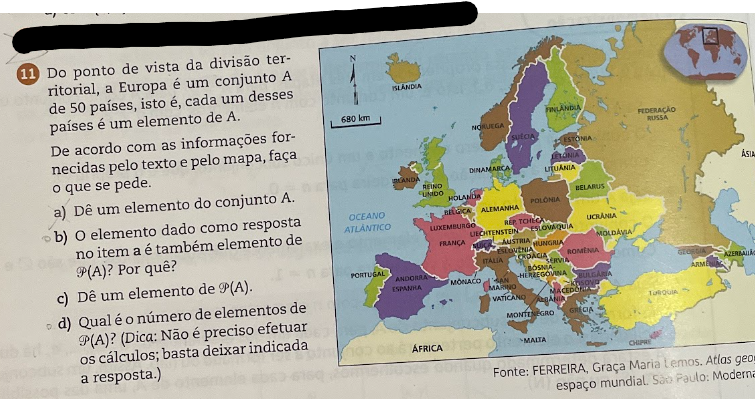 11 Do ponto de vista da divisão ter-
ritorial, a Europa é um conjunto A
de 50 países, isto é, cada um desses
países é um elemento de A.
De acordo com as informações for-
necidas pelo texto e pelo mapa, faça
o que se pede.
a) Dê um elemento do conjunto A.
b) O elemento dado como resposta
no item a é também elemento de
𝒫(A)? Por quê?
c) Dê um elemento de 𝒫(A).
d) Qual é o número de elementos de
𝒫(A)? (Dica: Não é preciso efetuar
os cálculos; basta deixar indicada
a resposta.)
N
680 km
ISLÂNDIA
FINLÂNDIA
NORUEGA
SUÉCIA
FEDERAÇÃO
RUSSA
ESTÔNIA
LETÔNIA
LITUÂNIA
DINAMARCA
ÁSIA
IRLANDA
REINO
UNIDO
HOLANDA
BELARUS
POLÔNIA
BÉLGICA
ALEMANHA
OCEANO
ATLÂNTICO
LUXEMBURGO
REP. TCHECA
UCRÂNIA
LIECHTENSTEIN
ESLOVÁQUIA
MOLDÁVIA
FRANÇA
SUÍÇA
ÁUSTRIA
HUNGRIA
ESLOVÊNIA
CROÁCIA
ROMÊNIA
ITÁLIA
BÓSNIA-
HERZEGOVINA
SÉRVIA
GEÓRGIA
AZERBAIJÃO
ARMÊNIA
PORTUGAL
ANDORRA
ESPANHA
MÔNACO
SAN
MARINO
VATICANO
BULGÁRIA
KOSOVO
MACEDÔNIA
ALBÂNIA
MONTENEGRO
GRÉCIA
TURQUIA
MALTA
CHIPRE
ÁFRICA
Fonte: FERREIRA, Graça Maria Lemos. Atlas geo
espaço mundial. São Paulo: Moderna